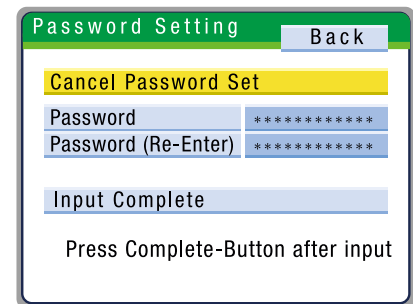 Password Setting
Back
Cancel Password Set
Password ************
Password (Re-Enter) ************
Input Complete
Press Complete-Button after input